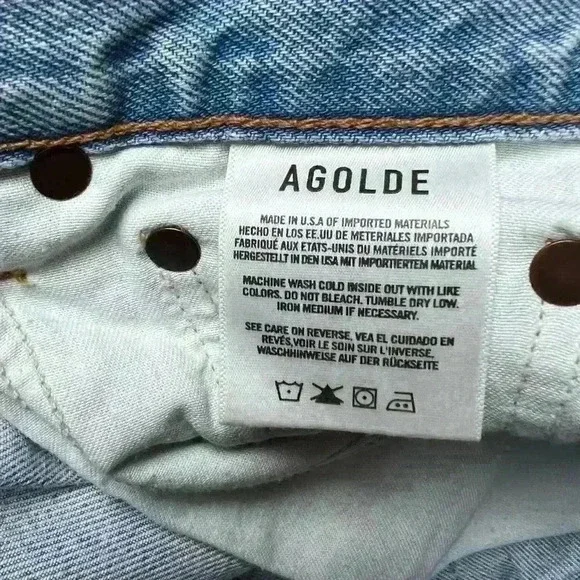 AGOLDE
MADE IN U.S.A OF IMPORTED MATERIALS
HECHO EN LOS EE.UU DE METERIALES IMPORTADA
FABRIQUÉ AUX ETATS-UNIS DU MATÉRIELS IMPORTÉ
HERGESTELLT IN DEN USA MIT IMPORTIERTEM MATERIAL
MACHINE WASH COLD INSIDE OUT WITH LIKE
COLORS. DO NOT BLEACH. TUMBLE DRY LOW.
IRON MEDIUM IF NECESSARY.
SEE CARE ON REVERSE, VEA EL CUIDADO EN
REVÉS,VOIR LE SOIN SUR L'INVERSE,
WASCHHINWEISE AUF DER RÜCKSEITE